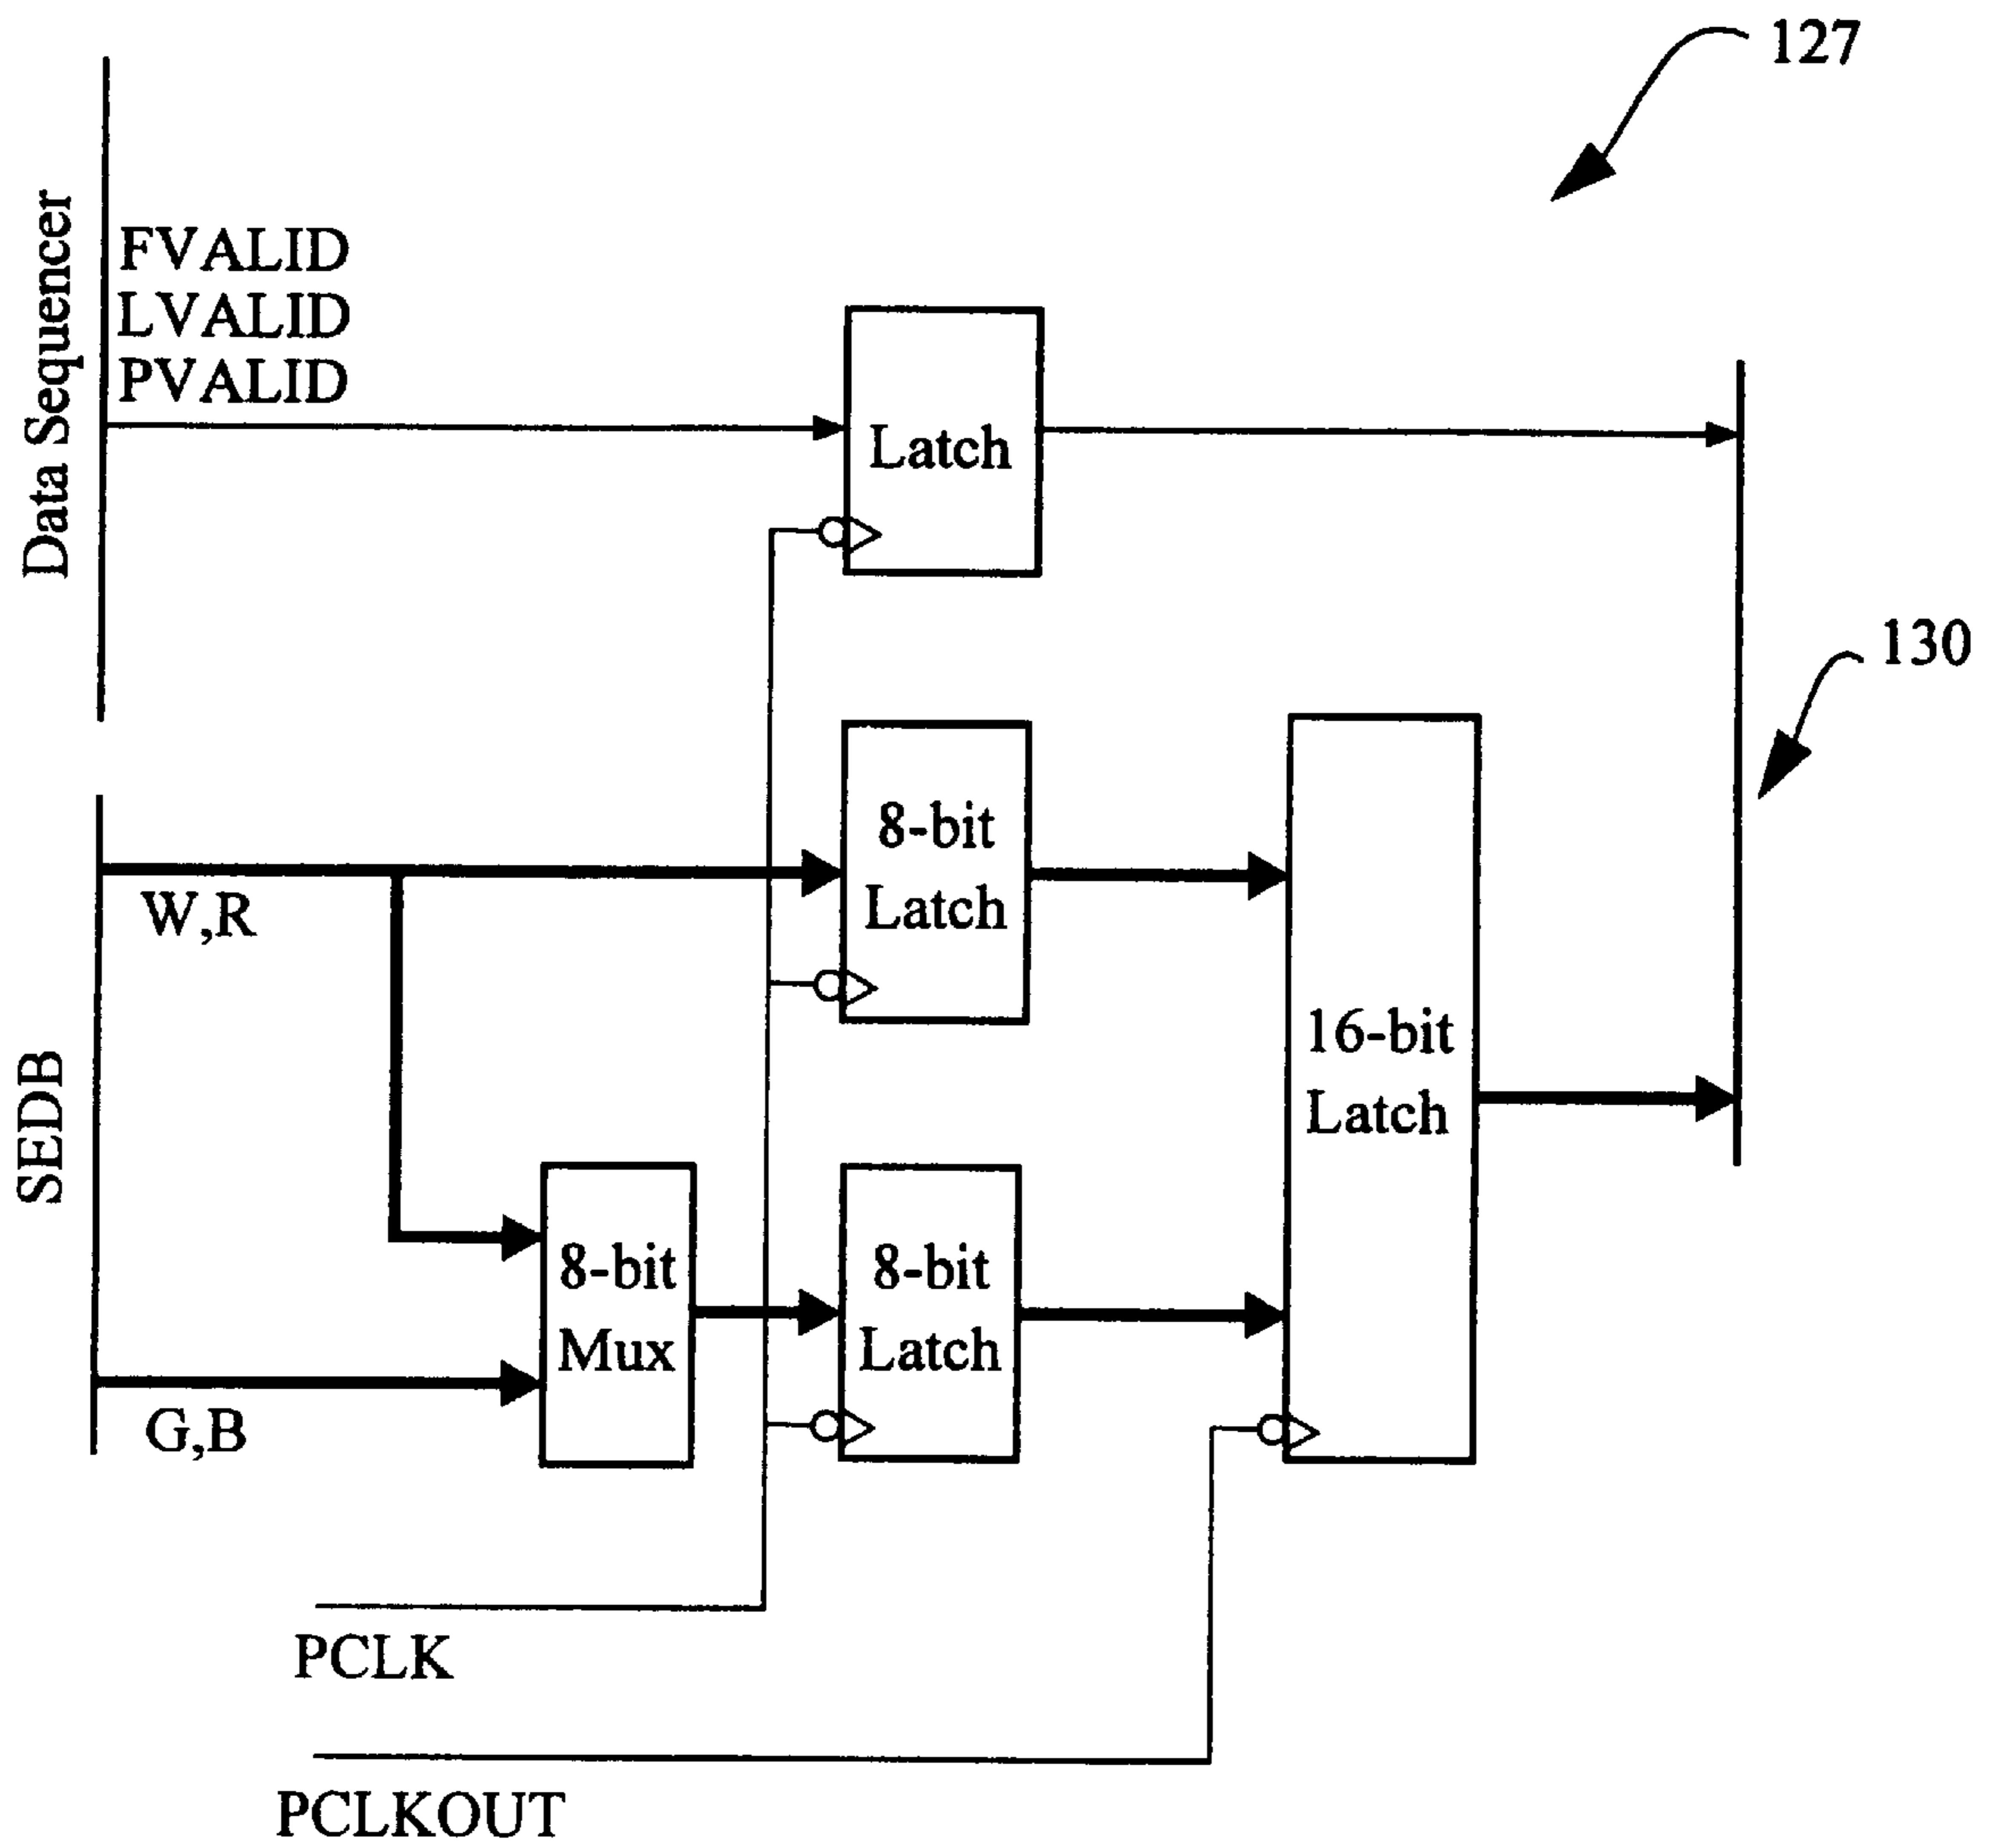 127
Data Sequencer
FVALID
LVALID
PVALID
Latch
130
8-bit
Latch
W,R
16-bit
Latch
SEDB
8-bit
Mux
8-bit
Latch
G,B
PCLK
PCLKOUT